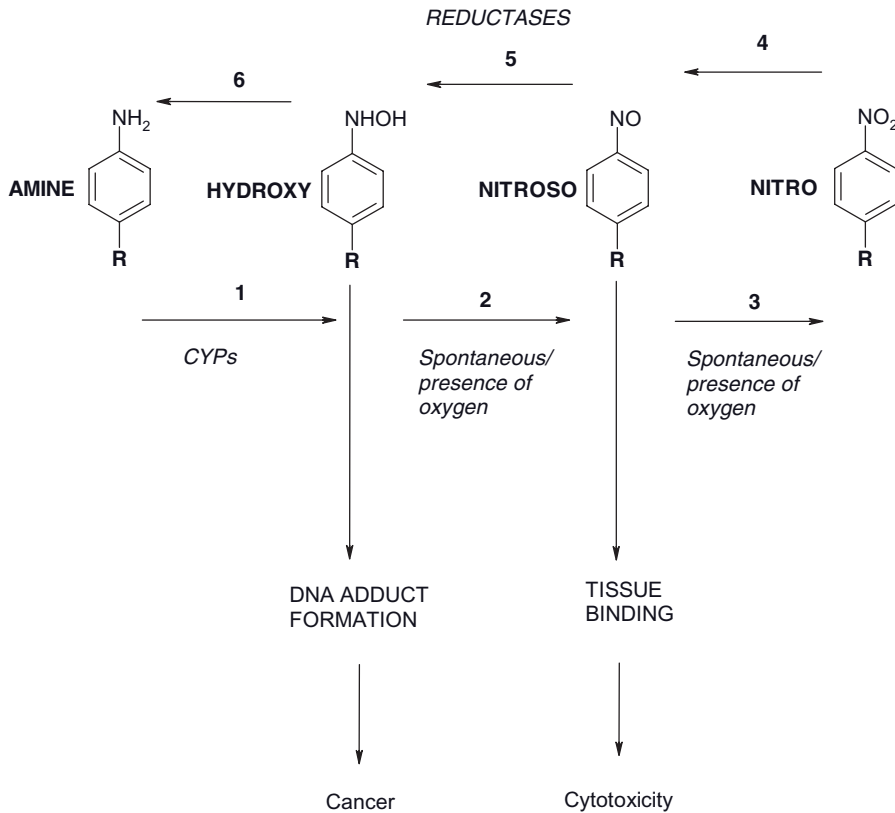 REDUCTASES
4
5
6
NH2
NHOH
NO
NO2
AMINE
HYDROXY
NITROSO
NITRO
R
R
R
R
1
2
3
CYPs
Spontaneous/
presence of
oxygen
Spontaneous/
presence of
oxygen
DNA ADDUCT
FORMATION
TISSUE
BINDING
Cancer
Cytotoxicity